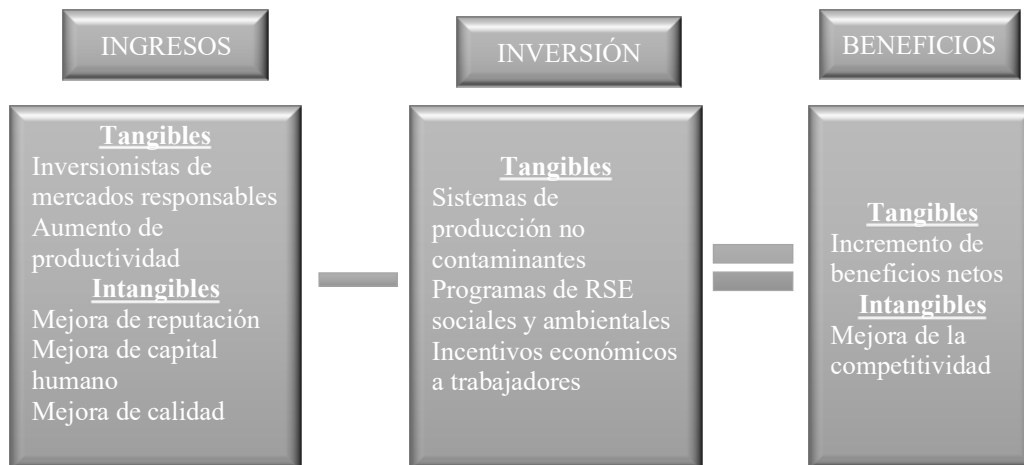 INGRESOS
INVERSIÓN
BENEFICIOS
Tangibles
Inversionistas de
mercados responsables
Aumento de
productividad
Intangibles
Mejora de reputación
Mejora de capital
humano
Mejora de calidad
Tangibles
Sistemas de
producción no
contaminantes
Programas de RSE
sociales y ambientales
Incentivos económicos
a trabajadores
Tangibles
Incremento de
beneficios netos
Intangibles
Mejora de la
competitividad